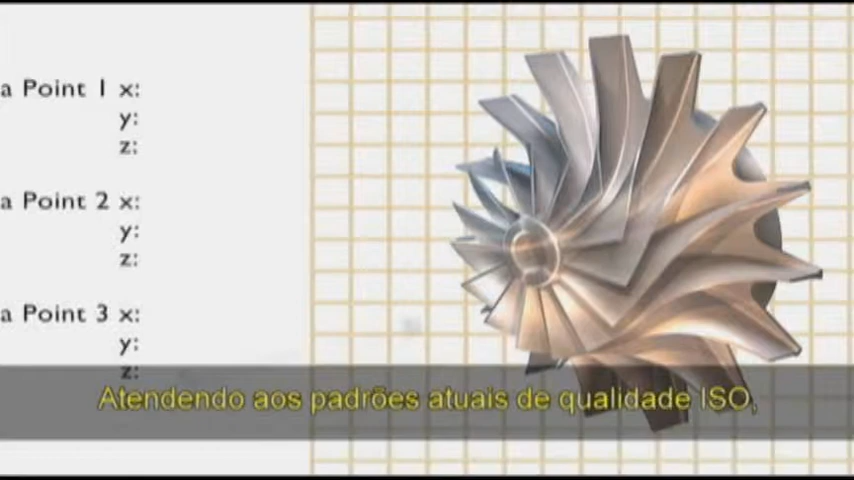 a Point 1 x:
y:
z:
a Point 2 x:
y:
z:
a Point 3 x:
y:
z:
Atendendo aos padrões atuais de qualidade ISO,